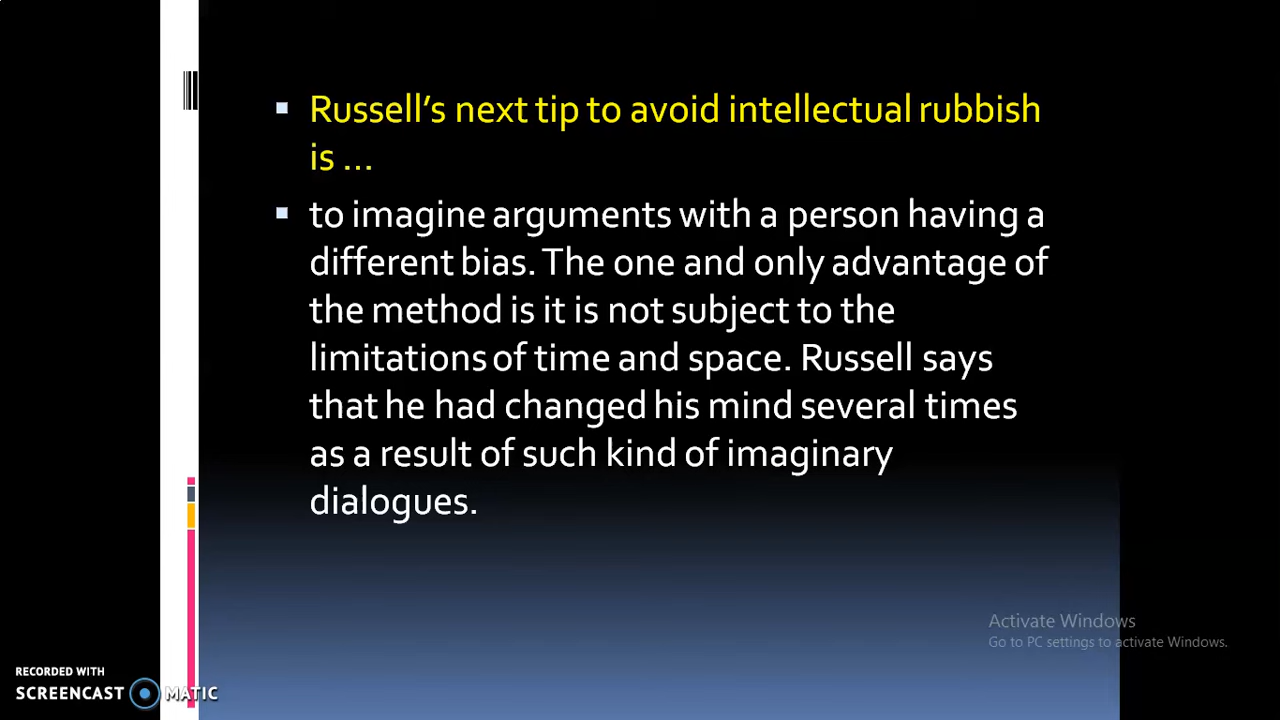 Russell's next tip to avoid intellectual rubbish
is ...
to imagine arguments with a person having a
different bias. The one and only advantage of
the method is it is not subject to the
limitations of time and space. Russell says
that he had changed his mind several times
as a result of such kind of imaginary
dialogues.
Activate Windows
Go to PC settings to activate Windows.
RECORDED WITH
SCREENCAST MATIC